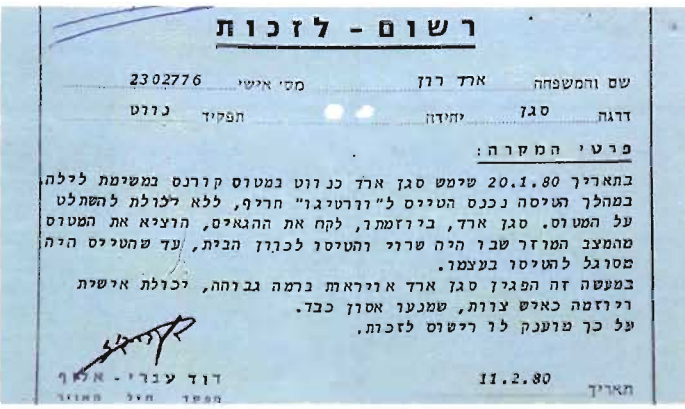 רשום - לזכות
שם והמשפחה ארד רון מס' אישי 2302776
דרגה סגן יחידה תפקיד נווט
פרטי המקרה:
בתאריך 20.1.80 שימש סגן ארד כנווט במטוס קורנס במשימת לילה.
במהלך הטיסה נכנס הטייס ל"וורטיגו" חריף, ללא יכולת להשתלט
על המטוס. סגן ארד, ביוזמתו, לקח את ההגאים, הוציא את המטוס
מהמצב המוזר שבו היה שרוי והטיסו לכוון הבית, עד שהטייס היה
מסוגל להטיסו בעצמו.
במעשה זה הפגין סגן ארד אויראות ברמה גבוהה, יכולת אישית
ויוזמה כאיש צוות, שמנעו אסון כבד.
על כך מוענק לו רישום לזכות.
דוד עברי - אלוף
מפקד חיל האויר
תאריך 11.2.80